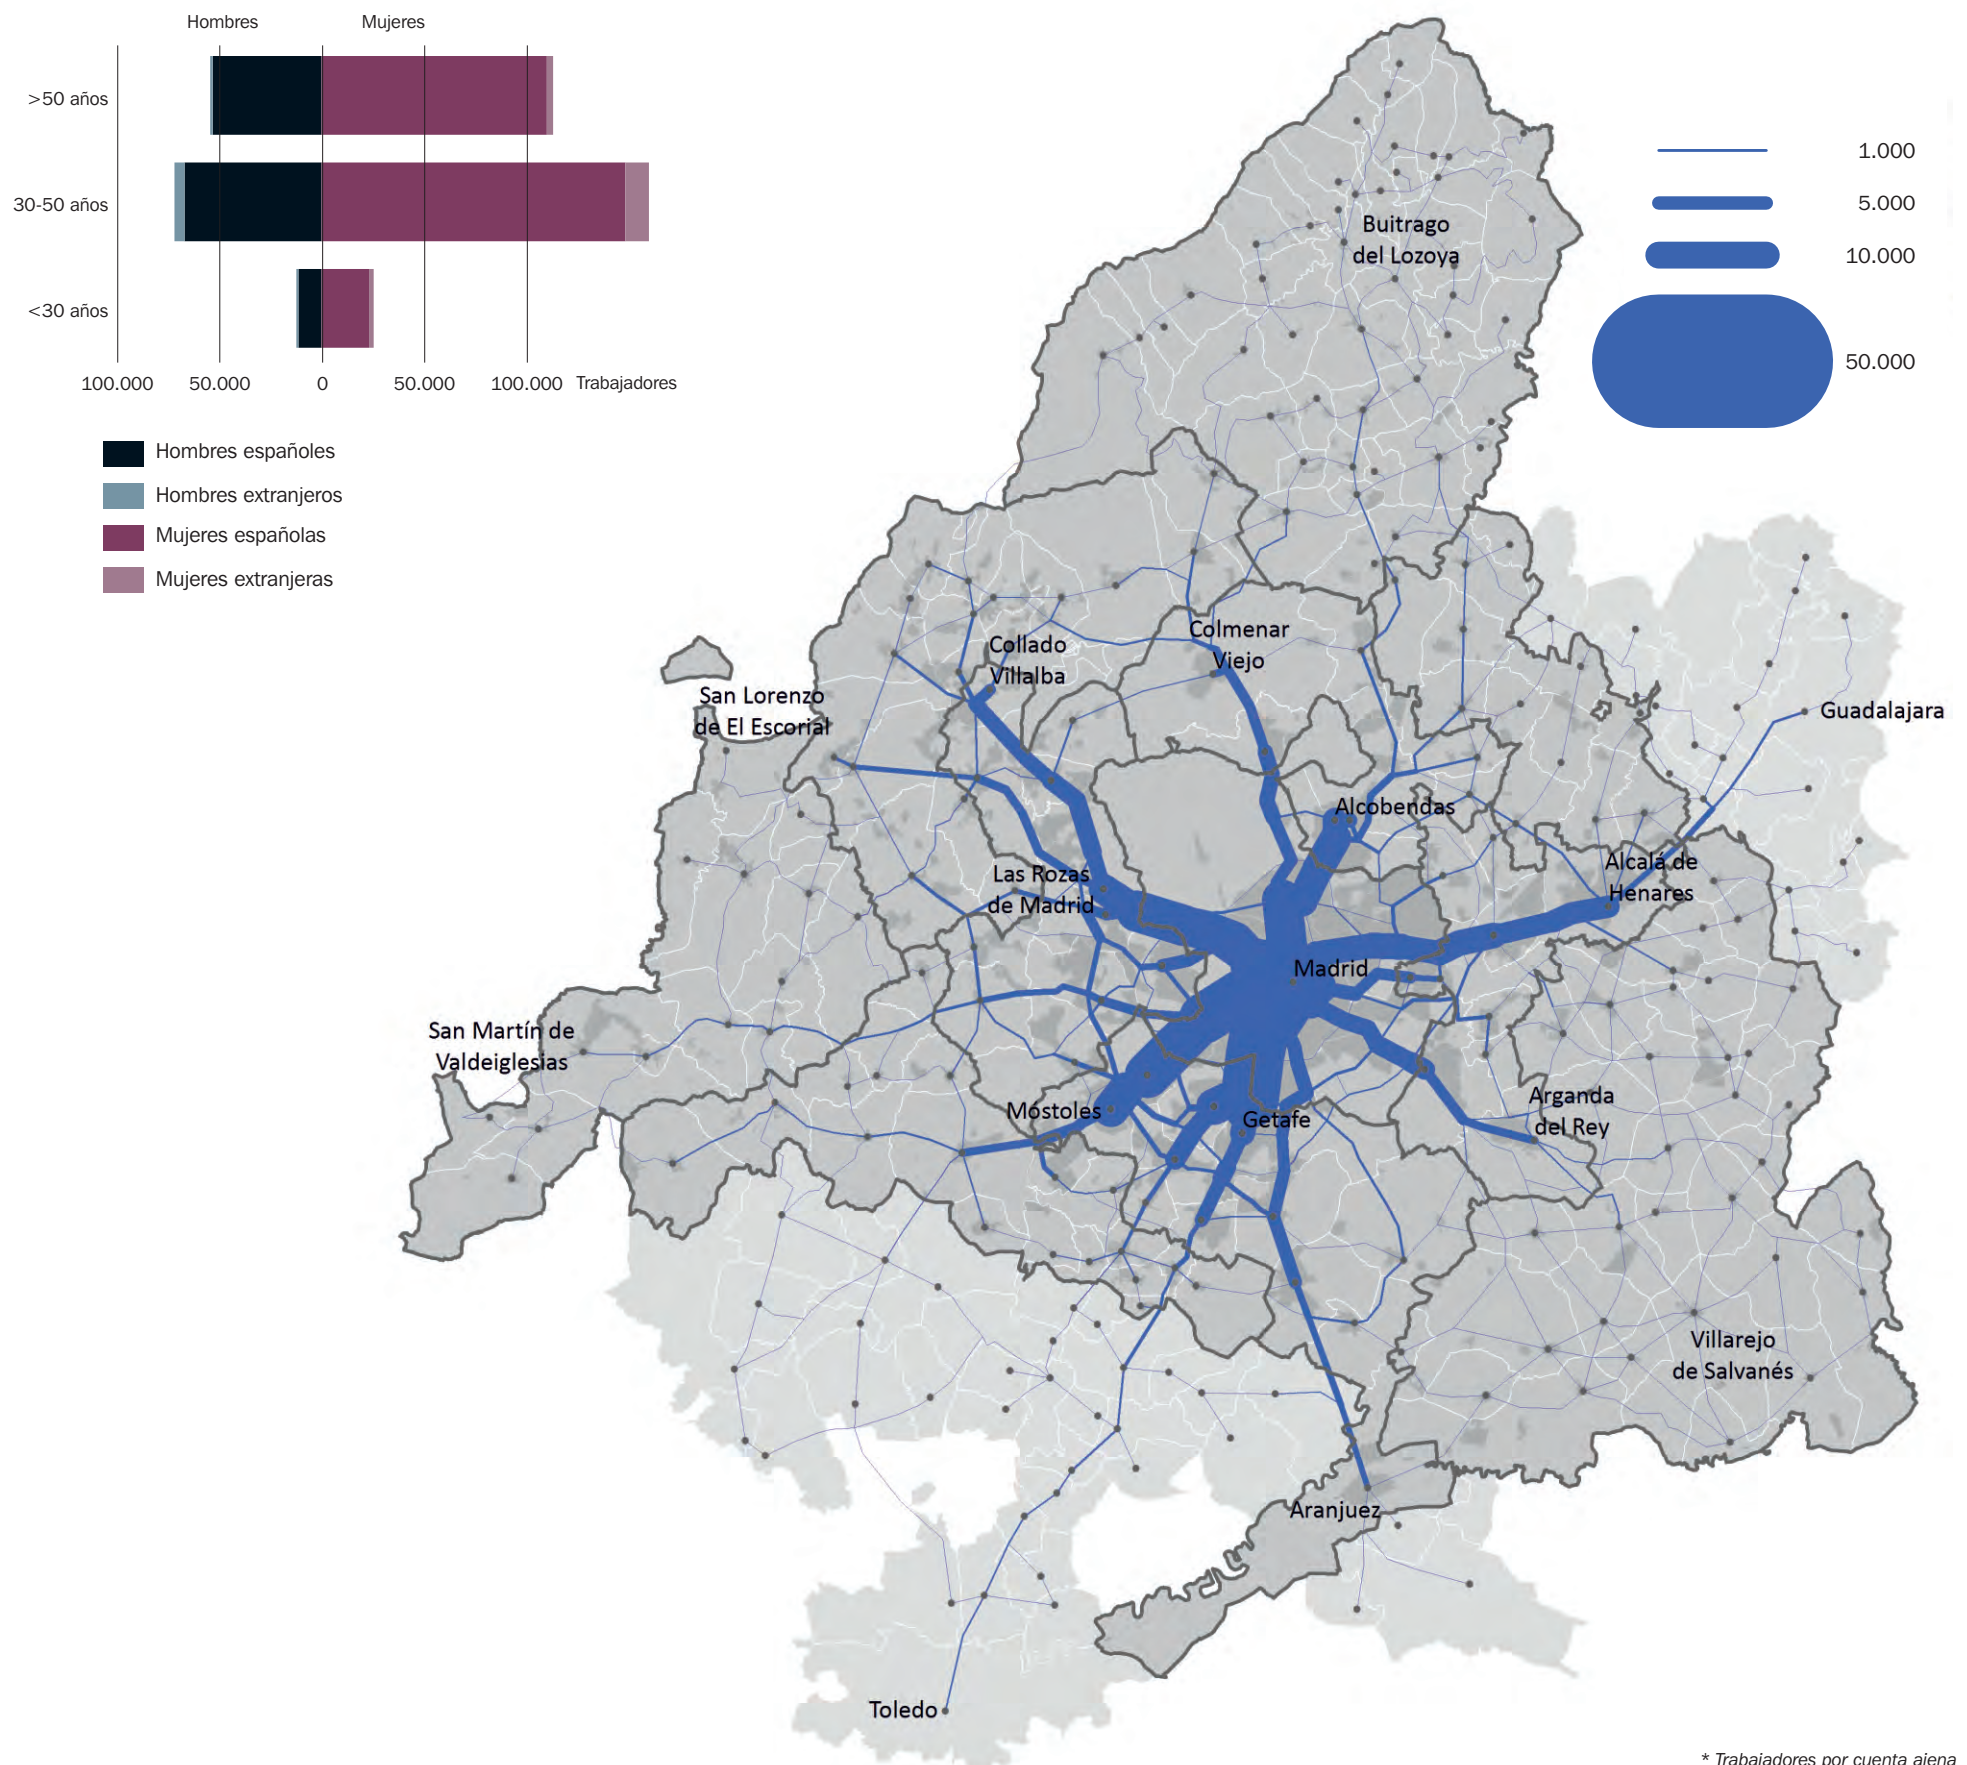 Hombres
Mujeres
>50 años
30-50 años
<30 años
100.000
50.000
0
50.000
100.000
Trabajadores
Hombres españoles
Hombres extranjeros
Mujeres españolas
Mujeres extranjeras
1.000
5.000
10.000
50.000
Buitrago
del Lozoya
Colmenar
Viejo
Collado
Villalba
San Lorenzo
de El Escorial
Guadalajara
Alcobendas
Alcalá de
Henares
Las Rozas
de Madrid
Madrid
San Martín de
Valdeiglesias
Móstoles
Getafe
Arganda
del Rey
Villarejo
de Salvanés
Aranjuez
Toledo
* Trabajadores por cuenta ajena